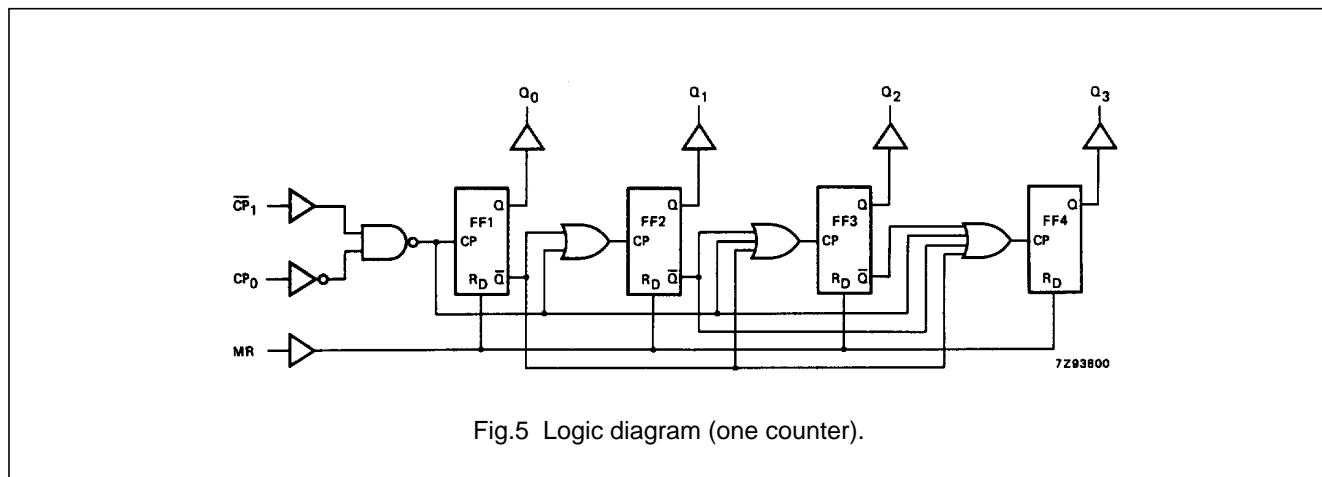 Q0 Q1 Q2 Q3
CP1
CP0
MR
FF1 Q CP RD Q
FF2 Q CP RD Q
FF3 Q CP RD Q
FF4 Q CP RD
7Z93800
Fig.5 Logic diagram (one counter).